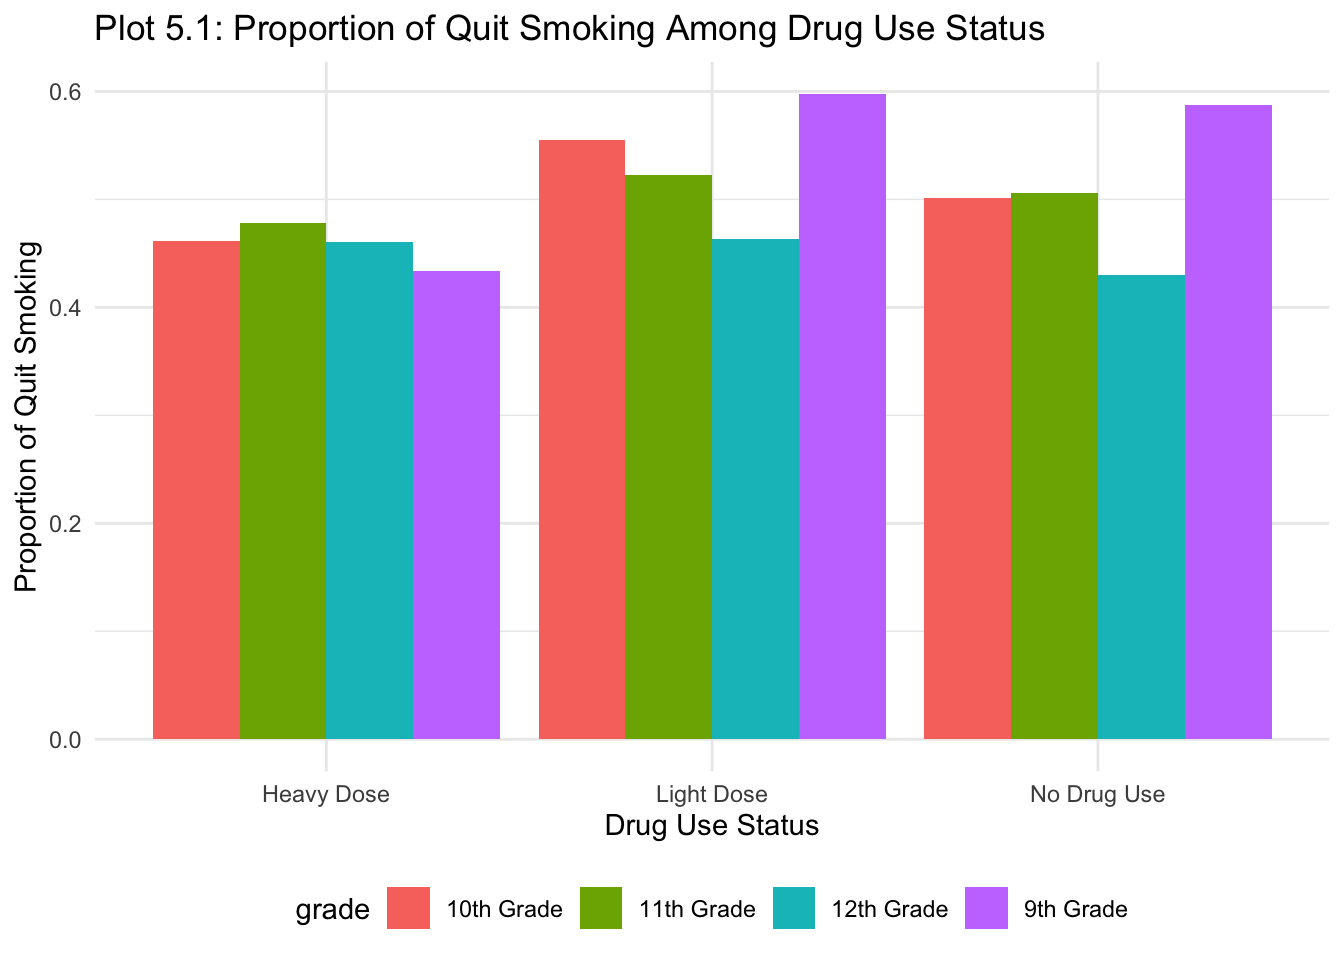 Plot 5.1: Proportion of Quit Smoking Among Drug Use Status
Proportion of Quit Smoking
0.6
0.4
0.2
0.0
Heavy Dose Light Dose No Drug Use
Drug Use Status
grade 10th Grade 11th Grade 12th Grade 9th Grade